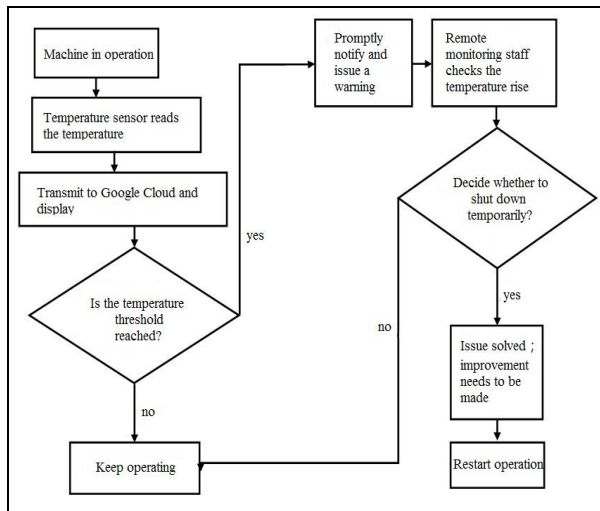 Machine in operation
Temperature sensor reads
the temperature
Transmit to Google Cloud and
display
Is the temperature
threshold
reached?
yes
no
Keep operating
Promptly
notify and
issue a
warning
Remote
monitoring staff
checks the
temperature rise
Decide whether to
shut down
temporarily?
no
yes
Issue solved ;
improvement
needs to be
made
Restart operation